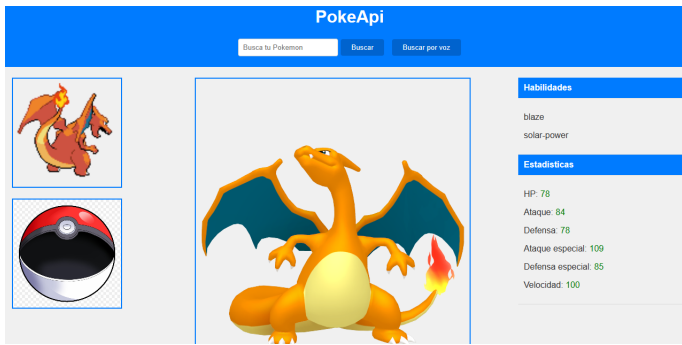 PokeApi
Busca tu Pokemon
Buscar
Buscar por voz
Habilidades
blaze
solar-power
Estadisticas
HP: 78
Ataque: 84
Defensa: 78
Ataque especial: 109
Defensa especial: 85
Velocidad: 100